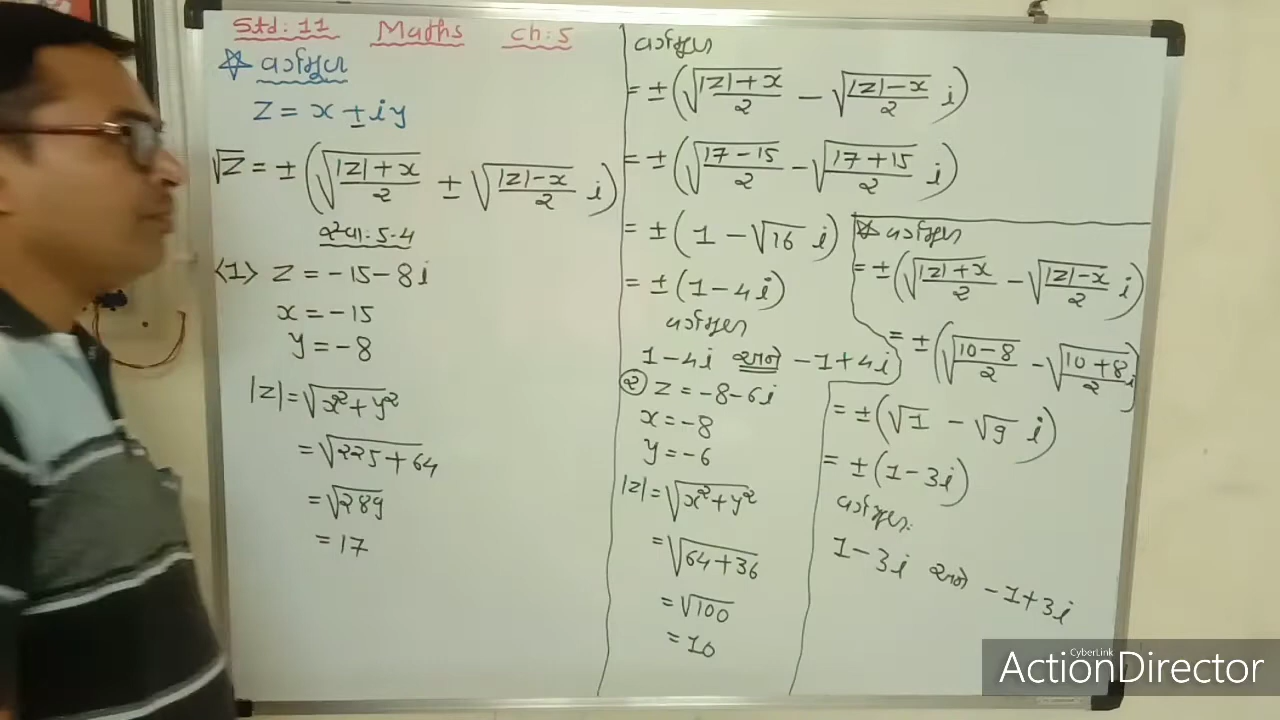 Std: 11 Maths Ch: 5
☆ વર્ગમૂળ
Z = x ± iy
√Z = ± (√(|Z|+x)/2 ± √(|Z|-x)/2 i)
સ્વા: 5.4
<1> Z = -15-8i
x = -15
y = -8
|Z| = √x²+y²
= √225+64
= √289
= 17
વર્ગમૂળ
= ± (√(|Z|+x)/2 - √(|Z|-x)/2 i)
= ± (√(17-15)/2 - √(17+15)/2 i)
= ± (1 - √16 i)
= ± (1-4i)
વર્ગમૂળ
1-4i અને -1+4i
② Z = -8-6i
x = -8
y = -6
|Z| = √x²+y²
= √64+36
= √100
= 10
☆ વર્ગમૂળ
= ± (√(|Z|+x)/2 - √(|Z|-x)/2 i)
= ± (√(10-8)/2 - √(10+8)/2 i)
= ± (√1 - √9 i)
= ± (1-3i)
વર્ગમૂળ:
1-3i અને -1+3i
CyberLink
ActionDirector